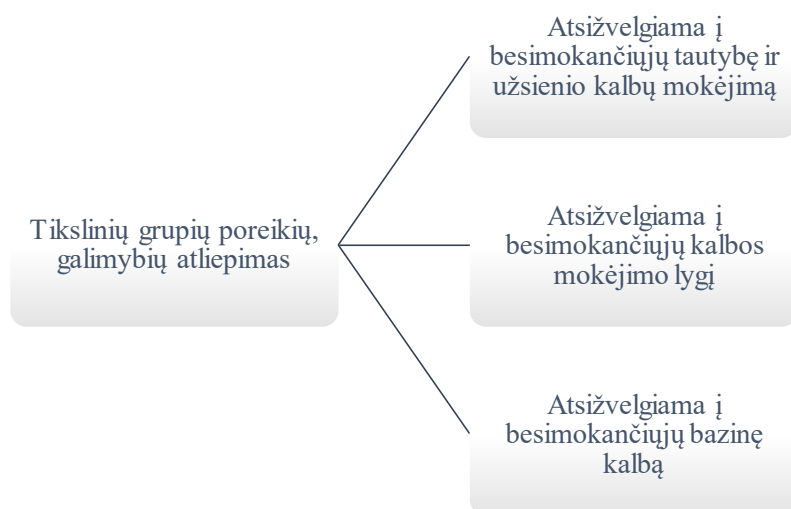 Tikslinių grupių poreikių,
galimybių atliepimas
Atsižvelgiama į
besimokančiųjų tautybę ir
užsienio kalbų mokėjimą
Atsižvelgiama į
besimokančiųjų kalbos
mokėjimo lygį
Atsižvelgiama į
besimokančiųjų bazinę
kalbą